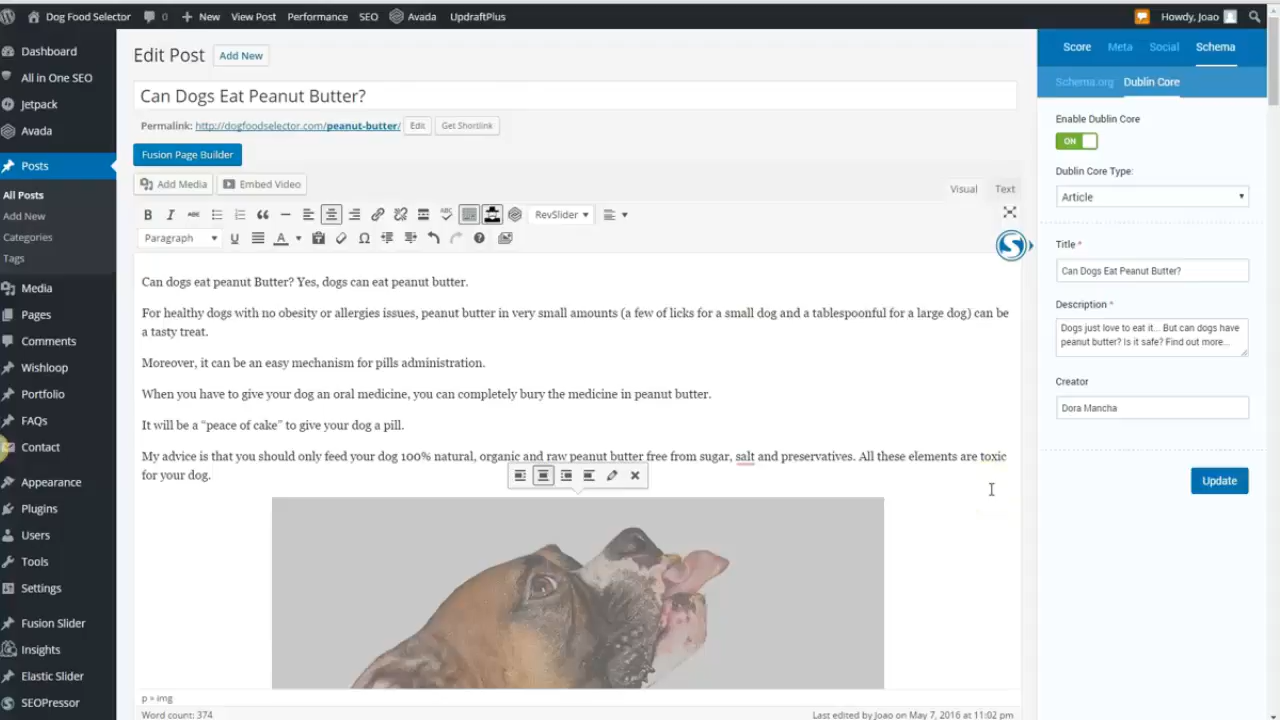 Dog Food Selector 0 New View Post Performance SEO Avada UpdraftPlus Howdy, Joao
Dashboard
All in One SEO
Jetpack
Avada
Posts
All Posts
Add New
Categories
Tags
Media
Pages
Comments
Wishloop
Portfolio
FAQs
Contact
Appearance
Plugins
Users
Tools
Settings
Fusion Slider
Insights
Elastic Slider
SEOPressor
Edit Post Add New
Can Dogs Eat Peanut Butter?
Permalink: http://dogfoodselector.com/peanut-butter/ Edit Get Shortlink
Fusion Page Builder
Add Media Embed Video Visual Text
B I ABC RevSlider
Paragraph U A
Can dogs eat peanut Butter? Yes, dogs can eat peanut butter.
For healthy dogs with no obesity or allergies issues, peanut butter in very small amounts (a few of licks for a small dog and a tablespoonful for a large dog) can be
a tasty treat.
Moreover, it can be an easy mechanism for pills administration.
When you have to give your dog an oral medicine, you can completely bury the medicine in peanut butter.
It will be a “peace of cake” to give your dog a pill.
My advice is that you should only feed your dog 100% natural, organic and raw peanut butter free from sugar, salt and preservatives. All these elements are toxic
for your dog.
p » img
Word count: 374 Last edited by Joao on May 7, 2016 at 11:02 pm
Score Meta Social Schema
Schema.org Dublin Core
Enable Dublin Core
ON
Dublin Core Type:
Article
Title *
Can Dogs Eat Peanut Butter?
Description *
Dogs just love to eat it... But can dogs have
peanut butter? Is it safe? Find out more...
Creator
Dora Mancha
Update